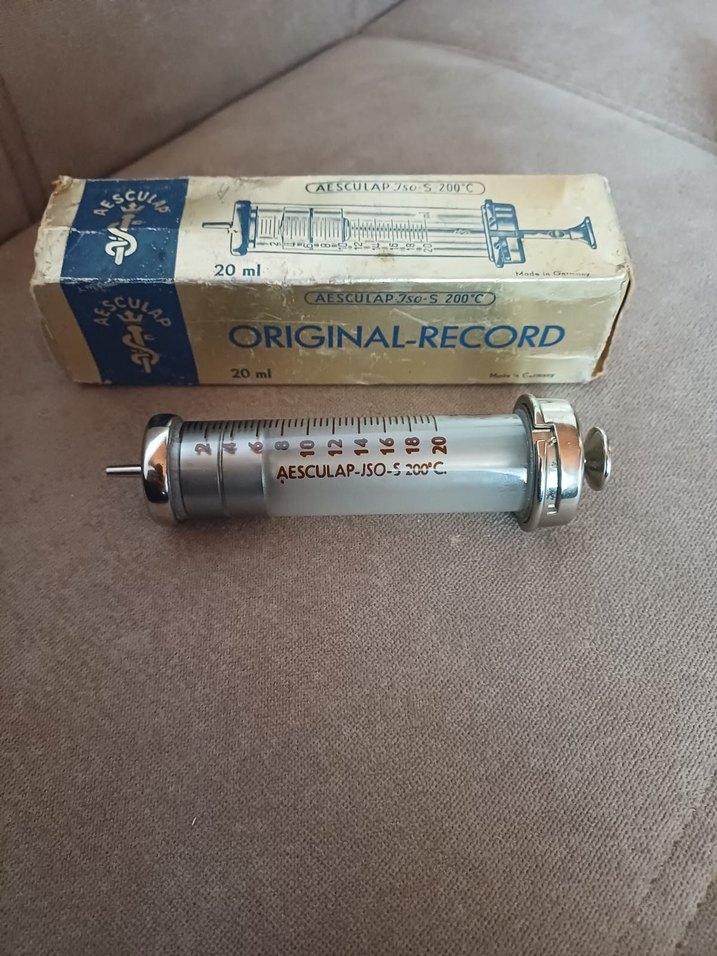 AESCULAP
AESCULAP-Jso-S 200°C
2 4 6 8 10 12 14 16 18 20
20 ml
Made in Germany
AESCULAP
AESCULAP-Jso-S 200°C
ORIGINAL-RECORD
20 ml
Made in Germany
2 4 6 8 10 12 14 16 18 20
AESCULAP-JSO-S 200°C.